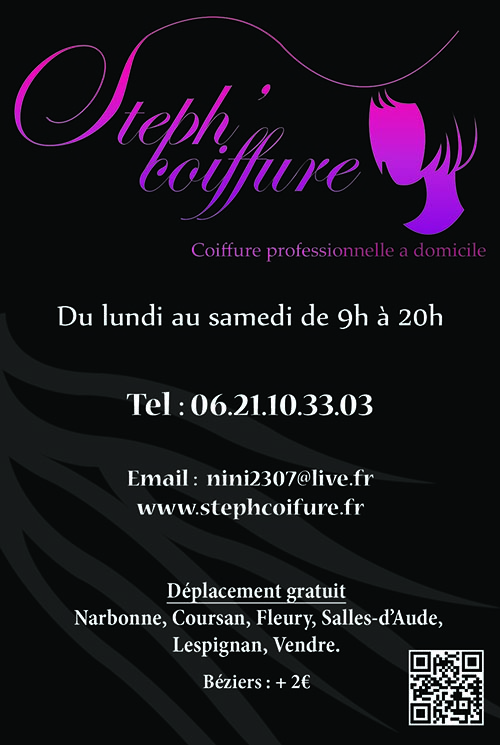 Steph'
coiffure
Coiffure professionnelle a domicile
Du lundi au samedi de 9h à 20h
Tel : 06.21.10.33.03
Email : nini2307@live.fr
www.stephcoifure.fr
Déplacement gratuit
Narbonne, Coursan, Fleury, Salles-d'Aude,
Lespignan, Vendre.
Béziers : + 2€